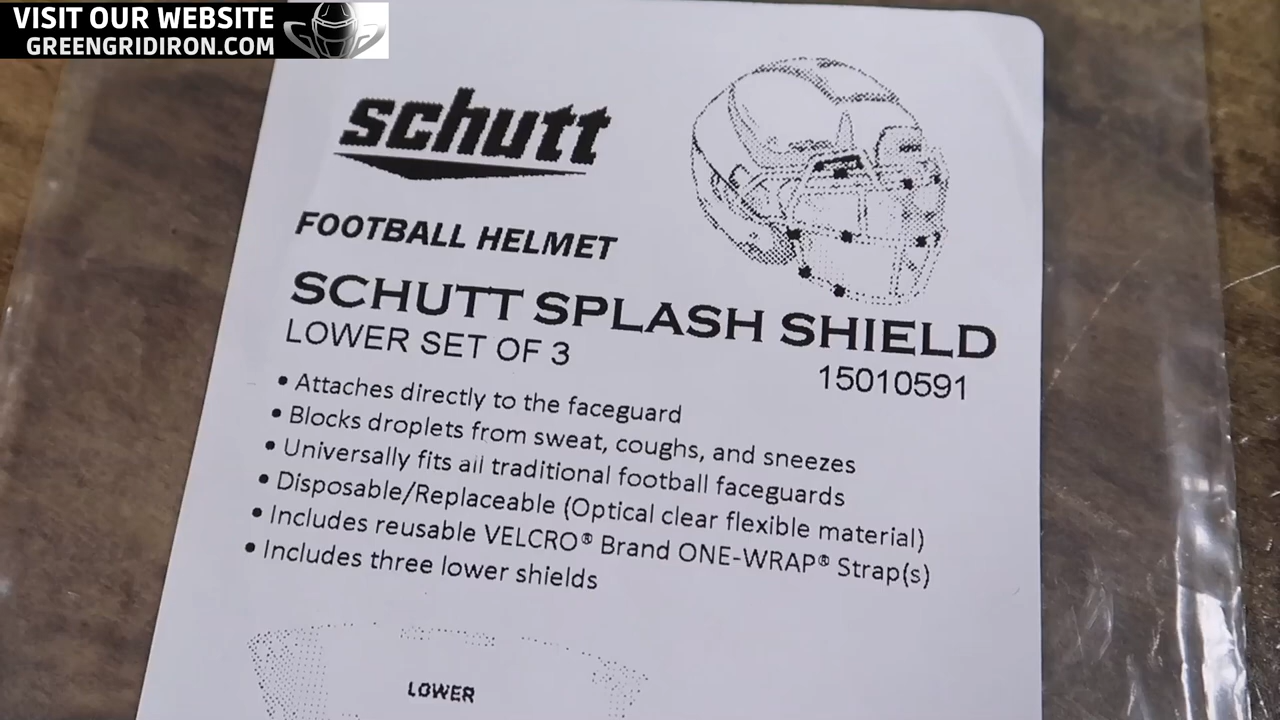 VISIT OUR WEBSITE
GREENGRIDIRON.COM
schutt
FOOTBALL HELMET
SCHUTT SPLASH SHIELD
LOWER SET OF 3
15010591
• Attaches directly to the faceguard
• Blocks droplets from sweat, coughs, and sneezes
• Universally fits all traditional football faceguards
• Disposable/Replaceable (Optical clear flexible material)
• Includes reusable VELCRO® Brand ONE-WRAP® Strap(s)
• Includes three lower shields
LOWER